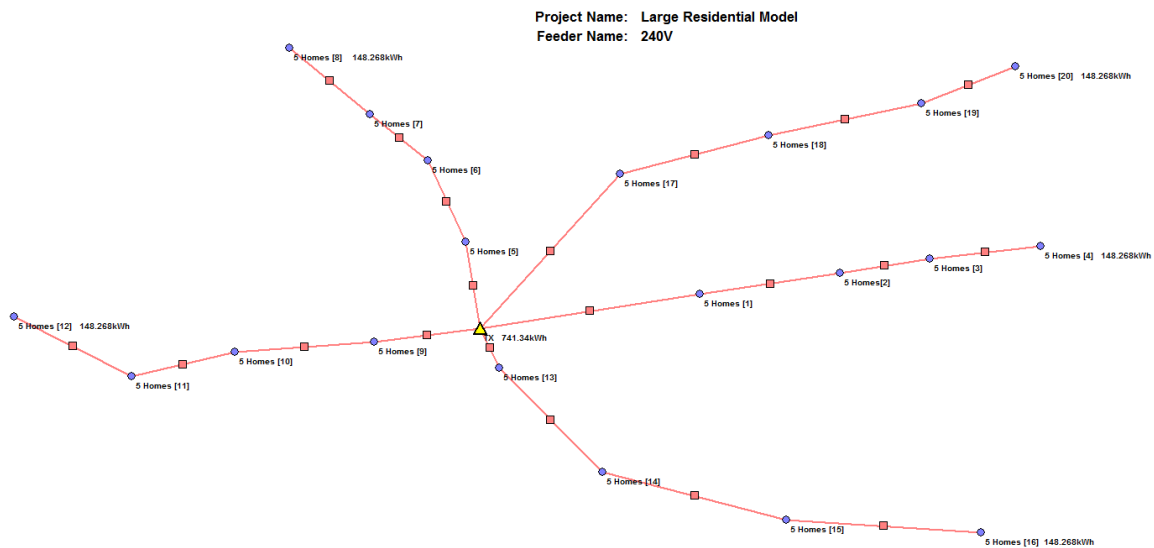 Project Name: Large Residential Model
Feeder Name: 240V
5 Homes [8] 148.268kWh
5 Homes [20] 148.268kWh
5 Homes [19]
5 Homes [7]
5 Homes [18]
5 Homes [6]
5 Homes [17]
5 Homes [5]
5 Homes [4] 148.268kWh
5 Homes [3]
5 Homes[2]
5 Homes [1]
5 Homes [12] 148.268kWh
TX 741.34kWh
5 Homes [9]
5 Homes [10]
5 Homes [13]
5 Homes [11]
5 Homes [14]
5 Homes [15]
5 Homes [16] 148.268kWh